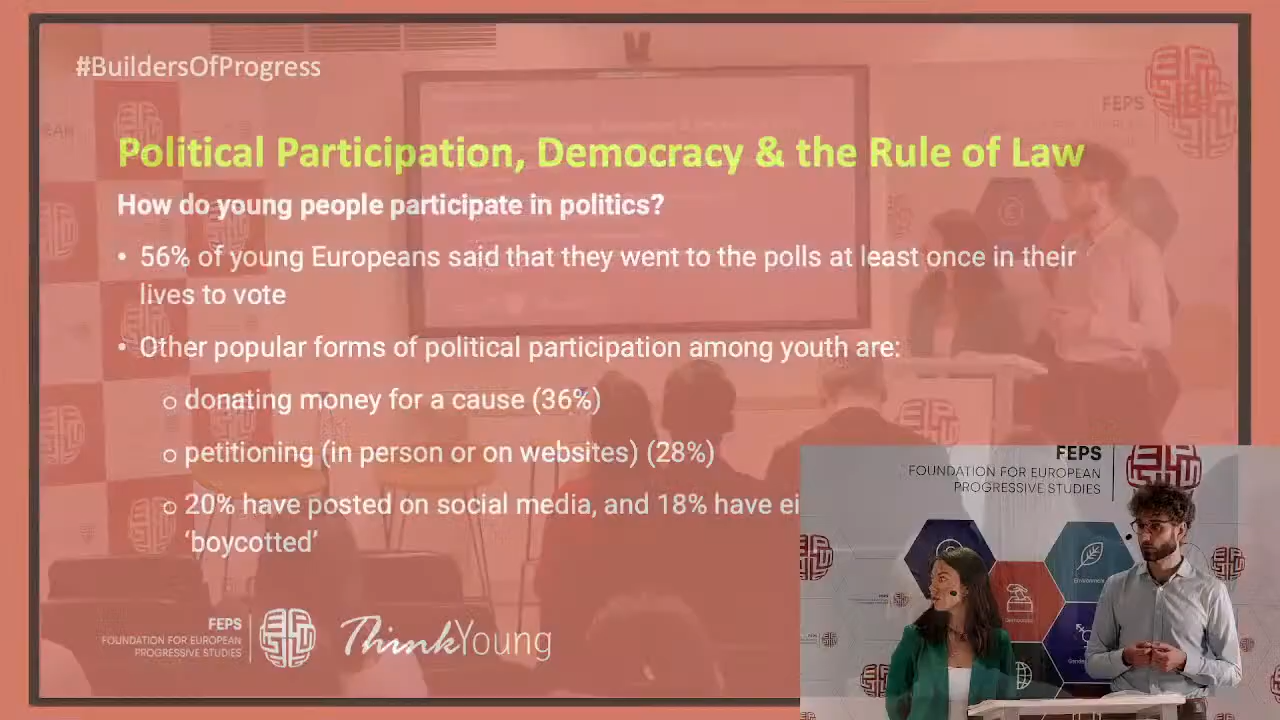 #BuildersOfProgress
FEPS
Political Participation, Democracy & the Rule of Law
How do young people participate in politics?
• 56% of young Europeans said that they went to the polls at least once in their
lives to vote
• Other popular forms of political participation among youth are:
o donating money for a cause (36%)
o petitioning (in person or on websites) (28%)
o 20% have posted on social media, and 18% have ei
‘boycotted’
FEPS
FOUNDATION FOR EUROPEAN
PROGRESSIVE STUDIES
ThinkYoung
FEPS
FOUNDATION FOR EUROPEAN
PROGRESSIVE STUDIES
Environment